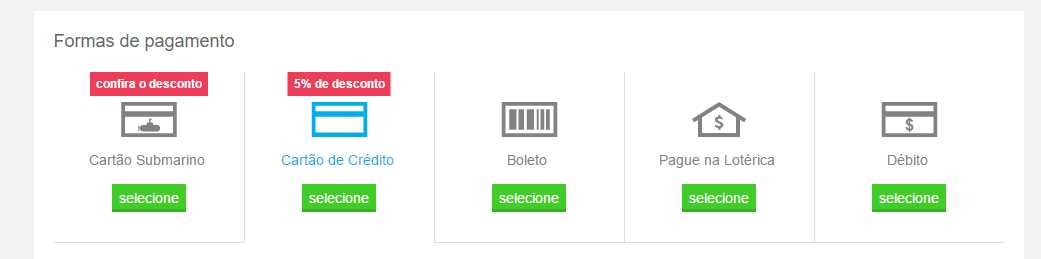 Formas de pagamento
confira o desconto
5% de desconto
$
$
Cartão Submarino
Cartão de Crédito
Boleto
Pague na Lotérica
Débito
selecione
selecione
selecione
selecione
selecione